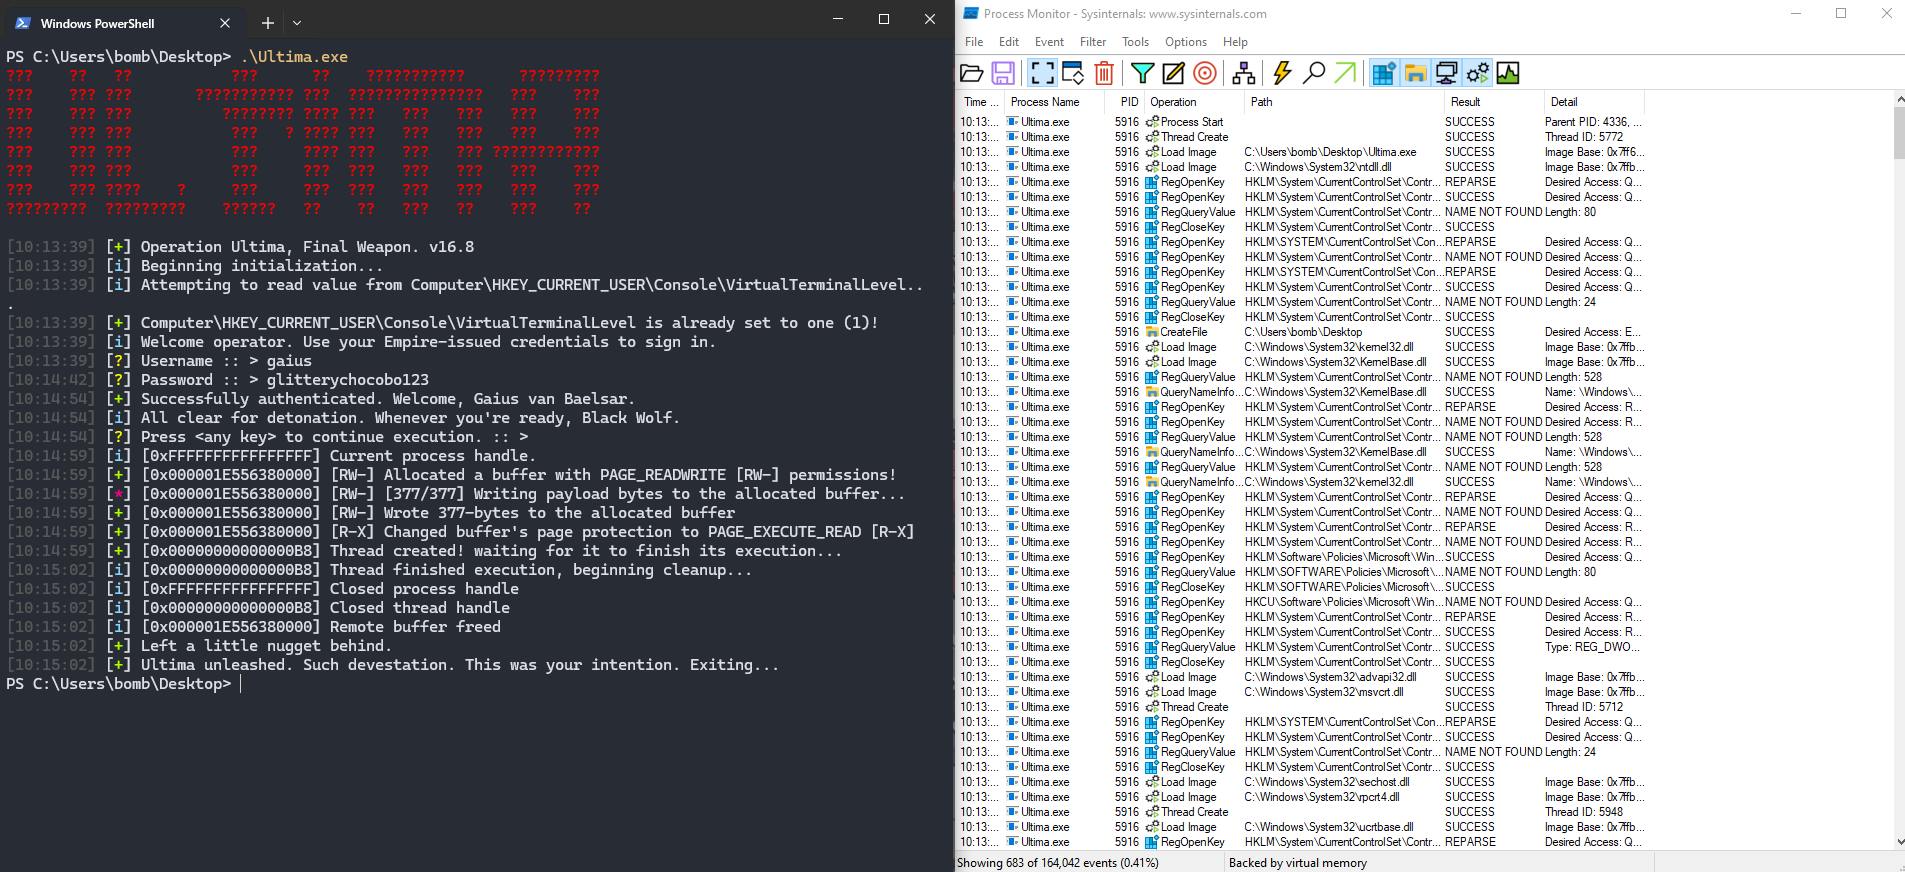 Windows PowerShell
PS C:\Users\bomb\Desktop> .\Ultima.exe
???    ??   ??           ???      ??    ???????????      ?????????
???    ??? ???       ??????????? ???  ???????????????   ???    ???
???    ??? ???          ???????? ???? ???   ???   ???   ???    ???
???    ??? ???           ???   ? ???? ???   ???   ???   ???    ???
???    ??? ???           ???     ???? ???   ???   ??? ????????????
???    ??? ???           ???     ???  ???   ???   ???   ???    ???
???    ??? ????    ?     ???     ???  ???   ???   ???   ???    ???
?????????  ?????????    ??????   ??    ??   ???   ??    ???    ??
[10:13:39] [+] Operation Ultima, Final Weapon. v16.8
[10:13:39] [i] Beginning initialization...
[10:13:39] [i] Attempting to read value from Computer\HKEY_CURRENT_USER\Console\VirtualTerminalLevel..
.
[10:13:39] [+] Computer\HKEY_CURRENT_USER\Console\VirtualTerminalLevel is already set to one (1)!
[10:13:39] [i] Welcome operator. Use your Empire-issued credentials to sign in.
[10:13:39] [?] Username :: > gaius
[10:14:42] [?] Password :: > glitterychocobo123
[10:14:54] [+] Successfully authenticated. Welcome, Gaius van Baelsar.
[10:14:54] [i] All clear for detonation. Whenever you're ready, Black Wolf.
[10:14:54] [?] Press <any key> to continue execution. :: >
[10:14:59] [i] [0xFFFFFFFFFFFFFFFF] Current process handle.
[10:14:59] [+] [0x000001E556380000] [RW-] Allocated a buffer with PAGE_READWRITE [RW-] permissions!
[10:14:59] [*] [0x000001E556380000] [RW-] [377/377] Writing payload bytes to the allocated buffer...
[10:14:59] [+] [0x000001E556380000] [RW-] Wrote 377-bytes to the allocated buffer
[10:14:59] [+] [0x000001E556380000] [R-X] Changed buffer's page protection to PAGE_EXECUTE_READ [R-X]
[10:14:59] [+] [0x00000000000000B8] Thread created! waiting for it to finish its execution...
[10:15:02] [i] [0x00000000000000B8] Thread finished execution, beginning cleanup...
[10:15:02] [i] [0xFFFFFFFFFFFFFFFF] Closed process handle
[10:15:02] [i] [0x00000000000000B8] Closed thread handle
[10:15:02] [i] [0x000001E556380000] Remote buffer freed
[10:15:02] [+] Left a little nugget behind.
[10:15:02] [+] Ultima unleashed. Such devestation. This was your intention. Exiting...
PS C:\Users\bomb\Desktop>
Process Monitor - Sysinternals: www.sysinternals.com
File Edit Event Filter Tools Options Help
Time ... Process Name PID Operation Path Result Detail
10:13:... Ultima.exe 5916 Process Start SUCCESS Parent PID: 4336, ...
10:13:... Ultima.exe 5916 Thread Create SUCCESS Thread ID: 5772
10:13:... Ultima.exe 5916 Load Image C:\Users\bomb\Desktop\Ultima.exe SUCCESS Image Base: 0x7ff6...
10:13:... Ultima.exe 5916 Load Image C:\Windows\System32\ntdll.dll SUCCESS Image Base: 0x7ffb...
10:13:... Ultima.exe 5916 RegOpenKey HKLM\System\CurrentControlSet\Contr... REPARSE Desired Access: Q...
10:13:... Ultima.exe 5916 RegOpenKey HKLM\System\CurrentControlSet\Contr... SUCCESS Desired Access: Q...
10:13:... Ultima.exe 5916 RegQueryValue HKLM\System\CurrentControlSet\Contr... NAME NOT FOUND Length: 80
10:13:... Ultima.exe 5916 RegCloseKey HKLM\System\CurrentControlSet\Contr... SUCCESS
10:13:... Ultima.exe 5916 RegOpenKey HKLM\SYSTEM\CurrentControlSet\Con... REPARSE Desired Access: Q...
10:13:... Ultima.exe 5916 RegOpenKey HKLM\System\CurrentControlSet\Contr... NAME NOT FOUND Desired Access: Q...
10:13:... Ultima.exe 5916 RegOpenKey HKLM\SYSTEM\CurrentControlSet\Con... REPARSE Desired Access: Q...
10:13:... Ultima.exe 5916 RegOpenKey HKLM\System\CurrentControlSet\Contr... SUCCESS Desired Access: Q...
10:13:... Ultima.exe 5916 RegQueryValue HKLM\System\CurrentControlSet\Contr... NAME NOT FOUND Length: 24
10:13:... Ultima.exe 5916 RegCloseKey HKLM\System\CurrentControlSet\Contr... SUCCESS
10:13:... Ultima.exe 5916 CreateFile C:\Users\bomb\Desktop SUCCESS Desired Access: E...
10:13:... Ultima.exe 5916 Load Image C:\Windows\System32\kernel32.dll SUCCESS Image Base: 0x7ffb...
10:13:... Ultima.exe 5916 Load Image C:\Windows\System32\KernelBase.dll SUCCESS Image Base: 0x7ffb...
10:13:... Ultima.exe 5916 RegQueryValue HKLM\System\CurrentControlSet\Contr... NAME NOT FOUND Length: 528
10:13:... Ultima.exe 5916 QueryNameInfo... C:\Windows\System32\KernelBase.dll SUCCESS Name: \Windows\...
10:13:... Ultima.exe 5916 RegOpenKey HKLM\System\CurrentControlSet\Contr... REPARSE Desired Access: R...
10:13:... Ultima.exe 5916 RegOpenKey HKLM\System\CurrentControlSet\Contr... SUCCESS Desired Access: R...
10:13:... Ultima.exe 5916 RegQueryValue HKLM\System\CurrentControlSet\Contr... NAME NOT FOUND Length: 528
10:13:... Ultima.exe 5916 QueryNameInfo... C:\Windows\System32\KernelBase.dll SUCCESS Name: \Windows\...
10:13:... Ultima.exe 5916 RegQueryValue HKLM\System\CurrentControlSet\Contr... NAME NOT FOUND Length: 528
10:13:... Ultima.exe 5916 QueryNameInfo... C:\Windows\System32\kernel32.dll SUCCESS Name: \Windows\...
10:13:... Ultima.exe 5916 RegOpenKey HKLM\System\CurrentControlSet\Contr... REPARSE Desired Access: Q...
10:13:... Ultima.exe 5916 RegOpenKey HKLM\System\CurrentControlSet\Contr... SUCCESS Desired Access: Q...
10:13:... Ultima.exe 5916 RegOpenKey HKLM\System\CurrentControlSet\Contr... REPARSE Desired Access: R...
10:13:... Ultima.exe 5916 RegOpenKey HKLM\System\CurrentControlSet\Contr... NAME NOT FOUND Desired Access: R...
10:13:... Ultima.exe 5916 RegOpenKey HKLM\Software\Policies\Microsoft\Win... SUCCESS Desired Access: Q...
10:13:... Ultima.exe 5916 RegQueryValue HKLM\SOFTWARE\Policies\Microsoft\... NAME NOT FOUND Length: 80
10:13:... Ultima.exe 5916 RegCloseKey HKLM\SOFTWARE\Policies\Microsoft\... SUCCESS
10:13:... Ultima.exe 5916 RegOpenKey HKCU\Software\Policies\Microsoft\Win... NAME NOT FOUND Desired Access: Q...
10:13:... Ultima.exe 5916 RegOpenKey HKLM\System\CurrentControlSet\Contr... REPARSE Desired Access: R...
10:13:... Ultima.exe 5916 RegOpenKey HKLM\System\CurrentControlSet\Contr... SUCCESS Desired Access: R...
10:13:... Ultima.exe 5916 RegQueryValue HKLM\System\CurrentControlSet\Contr... SUCCESS Type: REG_DWO...
10:13:... Ultima.exe 5916 RegCloseKey HKLM\System\CurrentControlSet\Contr... SUCCESS
10:13:... Ultima.exe 5916 Load Image C:\Windows\System32\advapi32.dll SUCCESS Image Base: 0x7ffb...
10:13:... Ultima.exe 5916 Load Image C:\Windows\System32\msvcrt.dll SUCCESS Image Base: 0x7ffb...
10:13:... Ultima.exe 5916 Thread Create SUCCESS Thread ID: 5712
10:13:... Ultima.exe 5916 RegOpenKey HKLM\SYSTEM\CurrentControlSet\Con... REPARSE Desired Access: Q...
10:13:... Ultima.exe 5916 RegOpenKey HKLM\System\CurrentControlSet\Contr... SUCCESS Desired Access: Q...
10:13:... Ultima.exe 5916 RegQueryValue HKLM\System\CurrentControlSet\Contr... NAME NOT FOUND Length: 24
10:13:... Ultima.exe 5916 RegCloseKey HKLM\System\CurrentControlSet\Contr... SUCCESS
10:13:... Ultima.exe 5916 Load Image C:\Windows\System32\sechost.dll SUCCESS Image Base: 0x7ffb...
10:13:... Ultima.exe 5916 Load Image C:\Windows\System32\rpcrt4.dll SUCCESS Image Base: 0x7ffb...
10:13:... Ultima.exe 5916 Thread Create SUCCESS Thread ID: 5948
10:13:... Ultima.exe 5916 Load Image C:\Windows\System32\ucrtbase.dll SUCCESS Image Base: 0x7ffb...
10:13:... Ultima.exe 5916 RegOpenKey HKLM\System\CurrentControlSet\Contr... REPARSE Desired Access: Q...
Showing 683 of 164,042 events (0.41%) Backed by virtual memory